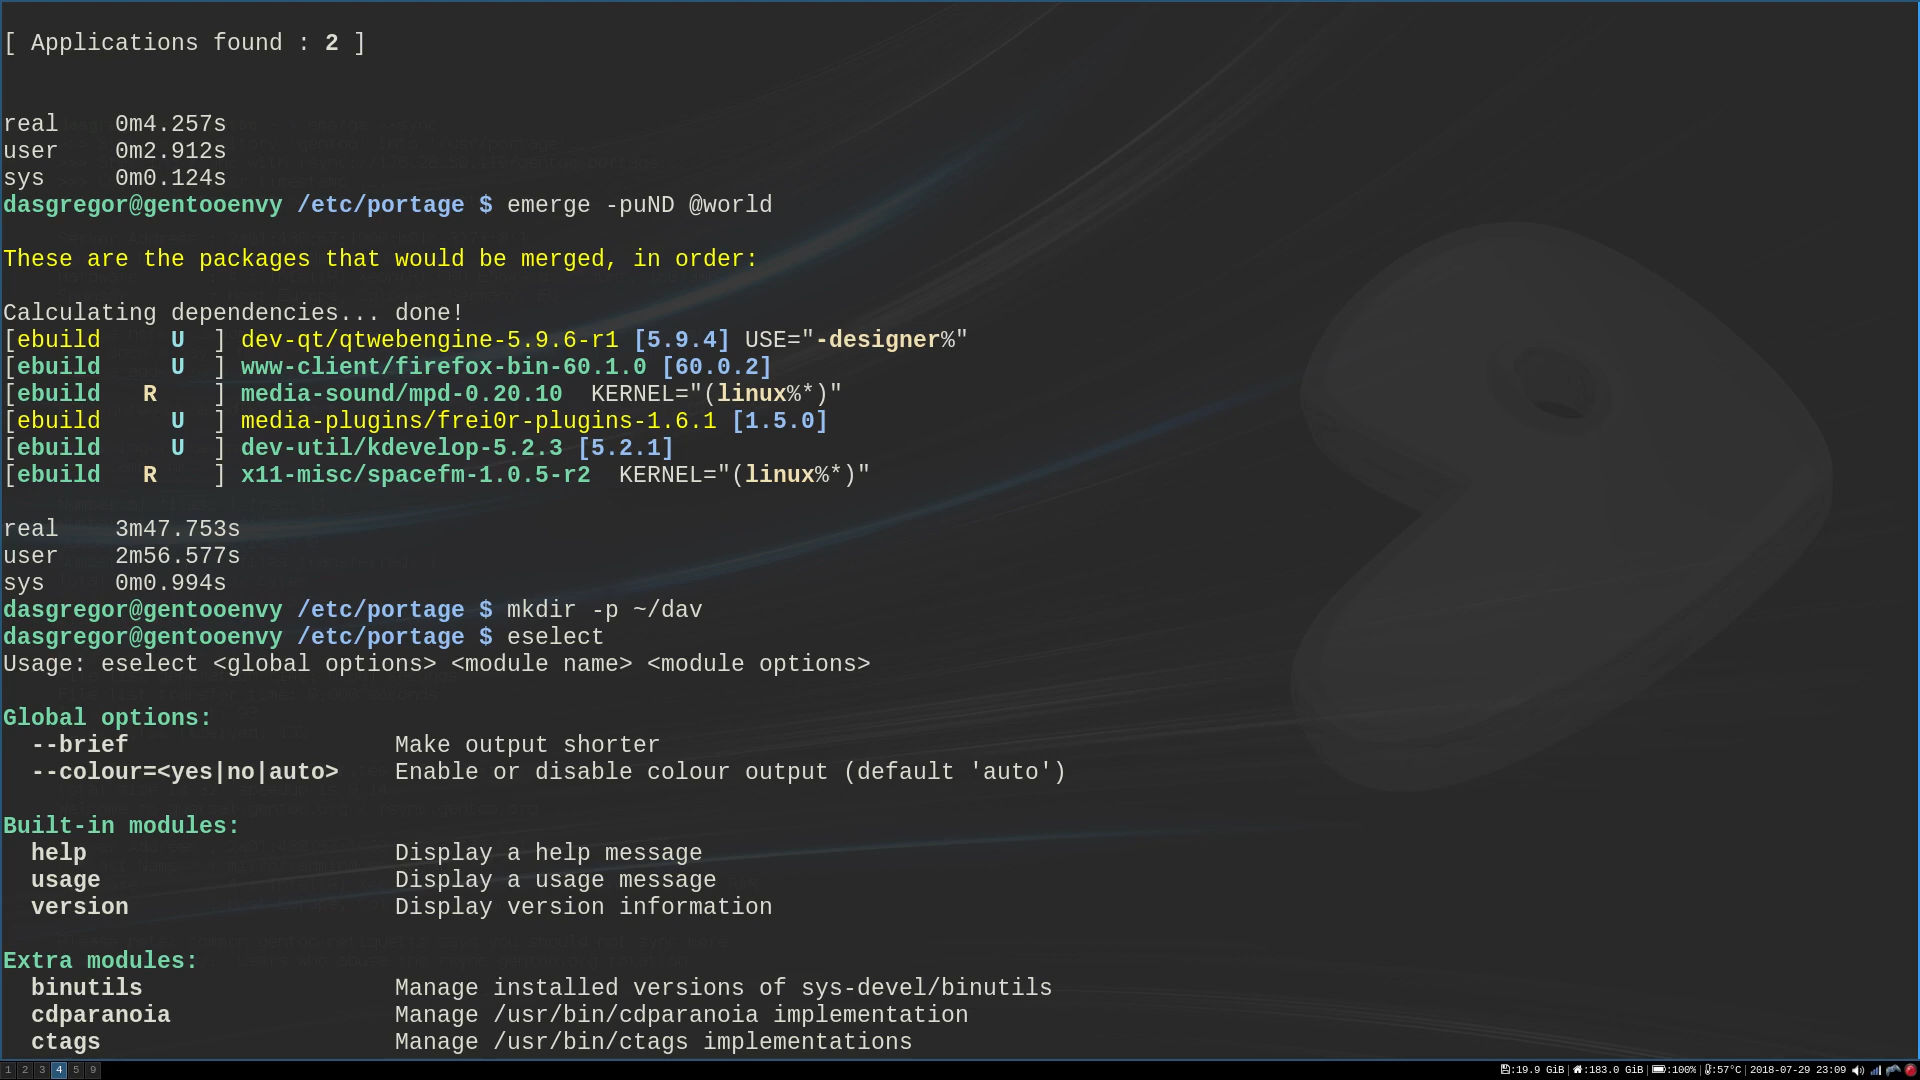 [ Applications found : 2 ]
real    0m4.257s
user    0m2.912s
sys     0m0.124s
dasgregor@gentooenvy /etc/portage $ emerge -puND @world
These are the packages that would be merged, in order:
Calculating dependencies... done!
[ebuild     U  ] dev-qt/qtwebengine-5.9.6-r1 [5.9.4] USE="-designer%"
[ebuild     U  ] www-client/firefox-bin-60.1.0 [60.0.2]
[ebuild   R    ] media-sound/mpd-0.20.10  KERNEL="(linux%*)"
[ebuild     U  ] media-plugins/frei0r-plugins-1.6.1 [1.5.0]
[ebuild     U  ] dev-util/kdevelop-5.2.3 [5.2.1]
[ebuild   R    ] x11-misc/spacefm-1.0.5-r2  KERNEL="(linux%*)"
real    3m47.753s
user    2m56.577s
sys     0m0.994s
dasgregor@gentooenvy /etc/portage $ mkdir -p ~/dav
dasgregor@gentooenvy /etc/portage $ eselect
Usage: eselect <global options> <module name> <module options>
Global options:
  --brief                   Make output shorter
  --colour=<yes|no|auto>    Enable or disable colour output (default 'auto')
Built-in modules:
  help                      Display a help message
  usage                     Display a usage message
  version                   Display version information
Extra modules:
  binutils                  Manage installed versions of sys-devel/binutils
  cdparanoia                Manage /usr/bin/cdparanoia implementation
  ctags                     Manage /usr/bin/ctags implementations
1 2 3 4 5 9 :19.9 GiB| :183.0 GiB| :100%| :57°C| 2018-07-29 23:09